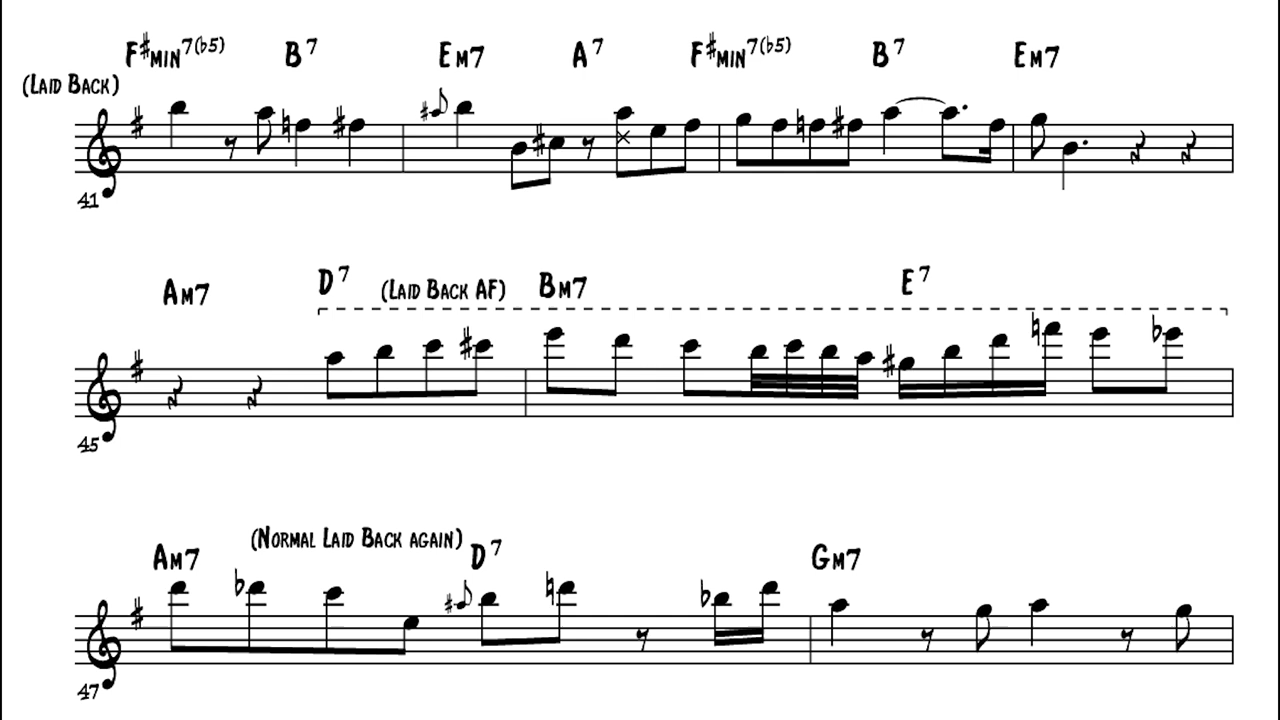 F♯min7(♭5) B7 Em7 A7 F♯min7(♭5) B7 Em7
(Laid Back)
41
Am7 D7 (Laid Back AF) Bm7 E7
45
Am7 (Normal Laid Back again) D7 Gm7
47